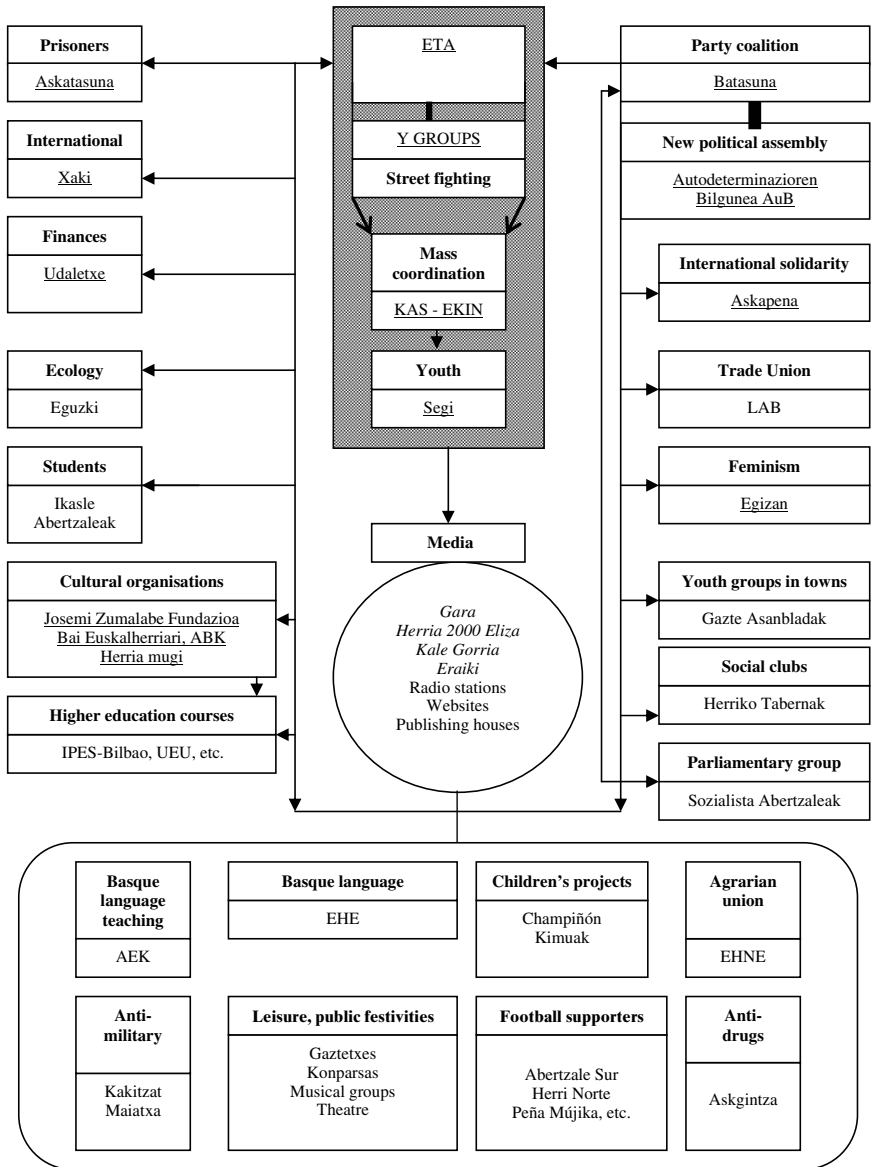 Prisoners
Askatasuna
International
Xaki
Finances
Udaletxe
Ecology
Eguzki
Students
Ikasle
Abertzaleak
Cultural organisations
Josemi Zumalabe Fundazioa
Bai Euskalherriari, ABK
Herria mugi
Higher education courses
IPES-Bilbao, UEU, etc.
ETA
Y GROUPS
Street fighting
Mass
coordination
KAS - EKIN
Youth
Segi
Media
Gara
Herria 2000 Eliza
Kale Gorria
Eraiki
Radio stations
Websites
Publishing houses
Party coalition
Batasuna
New political assembly
Autodeterminazioren
Bilgunea AuB
International solidarity
Askapena
Trade Union
LAB
Feminism
Egizan
Youth groups in towns
Gazte Asanbladak
Social clubs
Herriko Tabernak
Parliamentary group
Sozialista Abertzaleak
Basque
language
teaching
AEK
Basque language
EHE
Children's projects
Champiñón
Kimuak
Agrarian
union
EHNE
Anti-
military
Kakitzat
Maiatxa
Leisure, public festivities
Gaztetxes
Konparsas
Musical groups
Theatre
Football supporters
Abertzale Sur
Herri Norte
Peña Mújika, etc.
Anti-
drugs
Askgintza